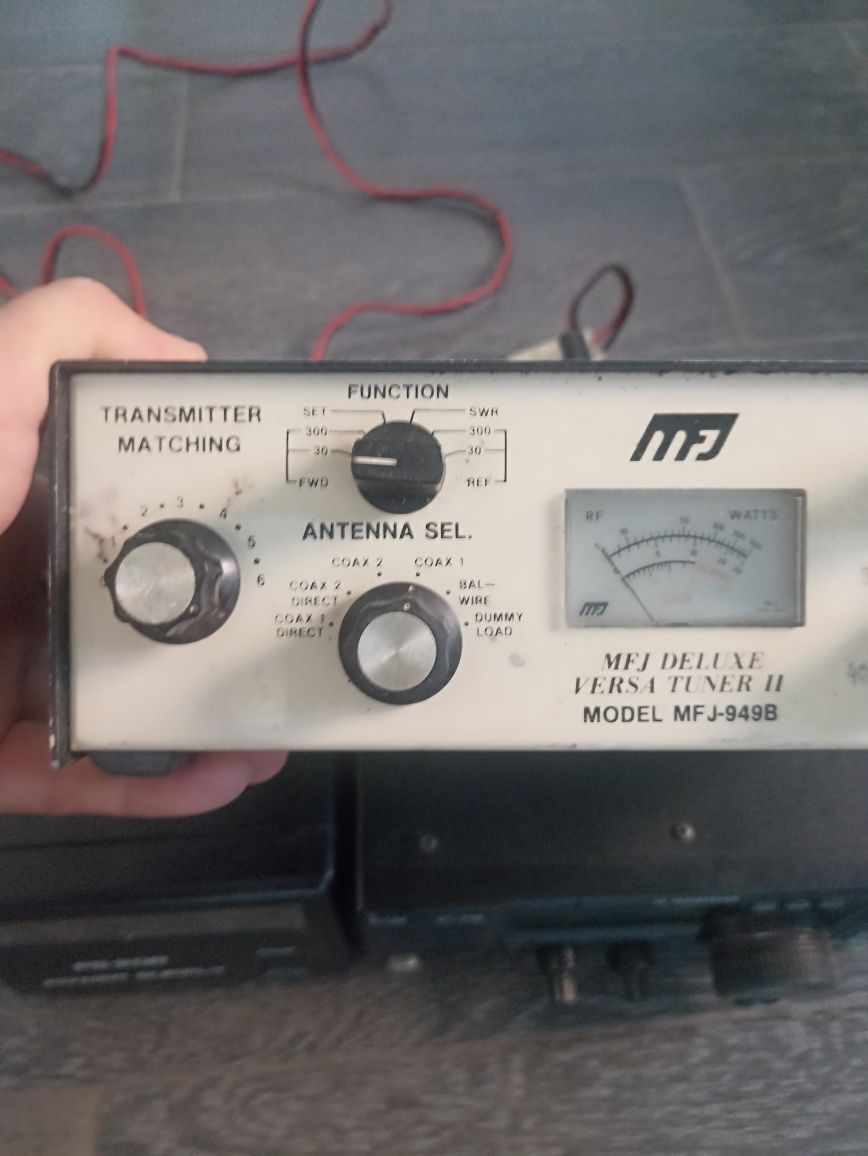 FUNCTION
TRANSMITTER
MATCHING
SET
SWR
300
300
30
30
FWD
REF
MFJ
2 3 4 5 6
ANTENNA SEL.
COAX 2
COAX 1
COAX 2
DIRECT
BAL-
WIRE
COAX 1
DIRECT
DUMMY
LOAD
RF
WATTS
MFJ
MFJ DELUXE
VERSA TUNER II
MODEL MFJ-949B